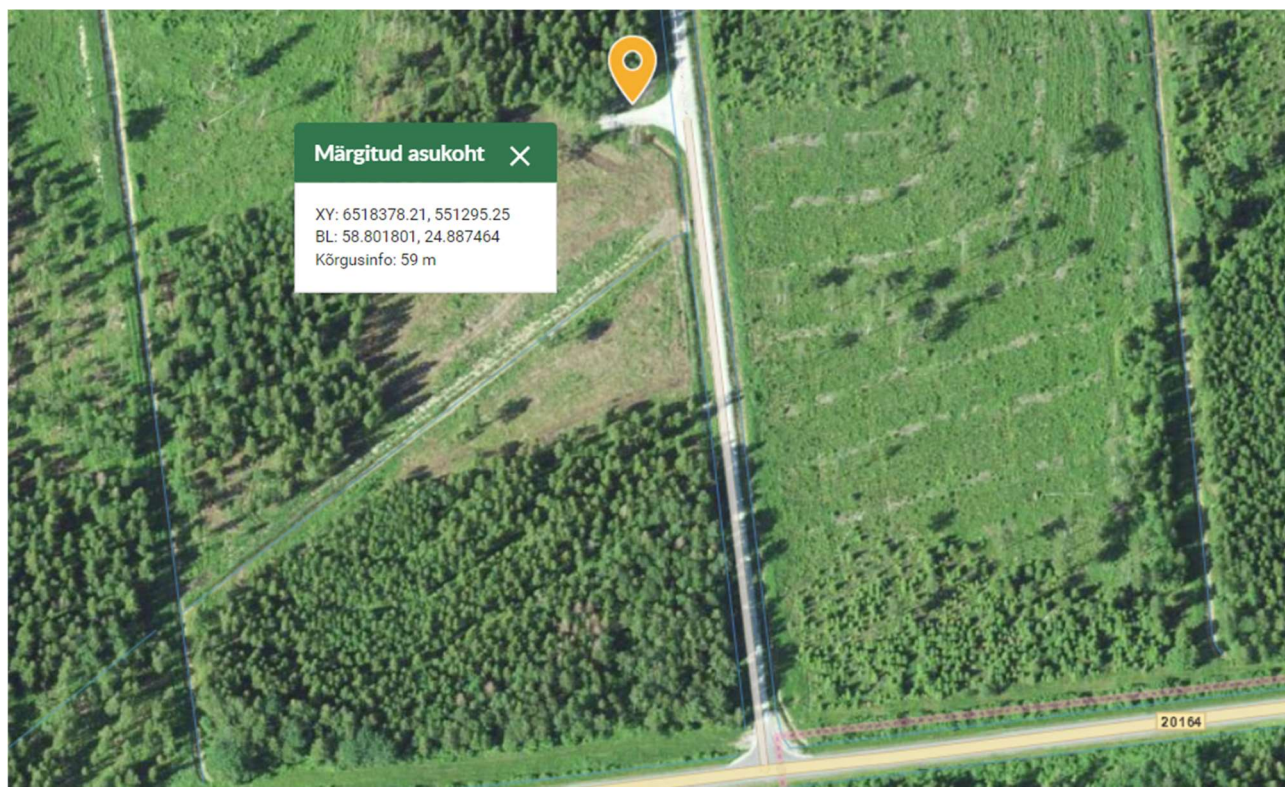 Märgitud asukoht
XY: 6518378.21, 551295.25
BL: 58.801801, 24.887464
Kõrgusinfo: 59 m
20164